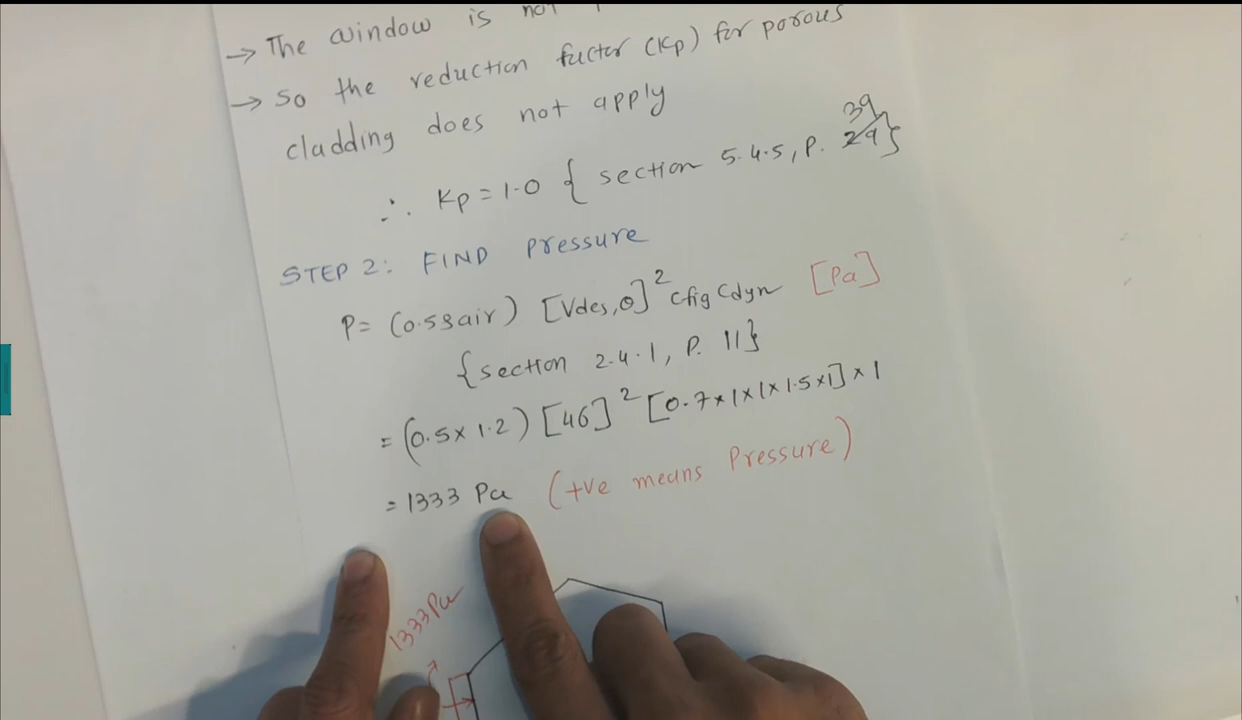 → The window is not
→ So the reduction factor (Kp) for porous
cladding does not apply
∴ Kp = 1.0 { section 5.4.5, P. 39}
STEP 2: FIND Pressure
P = (0.5 ρair) [Vdes,θ]² Cfig Cdyn [Pa]
{section 2.4.1, P. 11}
= (0.5 × 1.2) [46]² [0.7 × 1 × 1 × 1.5 × 1] × 1
= 1333 Pa (+ve means Pressure)
1333 Pa